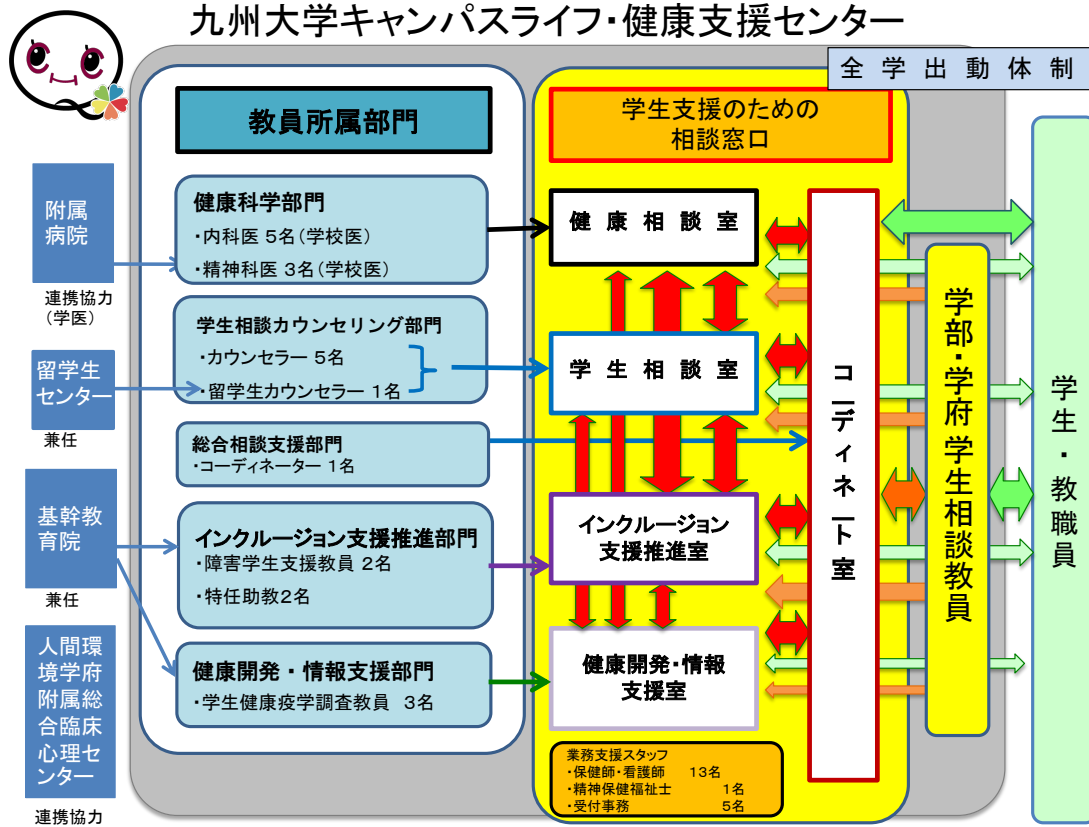 九州大学キャンパスライフ・健康支援センター
全学出動体制
教員所属部門
学生支援のための
相談窓口
附属
病院
連携協力
(学医)
留学生
センター
兼任
基幹教
育院
兼任
人間環
境学府
附属総
合臨床
心理セ
ンター
連携協力
健康科学部門
・内科医 5名(学校医)
・精神科医 3名(学校医)
学生相談カウンセリング部門
・カウンセラー 5名
・留学生カウンセラー 1名
総合相談支援部門
・コーディネーター 1名
インクルージョン支援推進部門
・障害学生支援教員 2名
・特任助教2名
健康開発・情報支援部門
・学生健康疫学調査教員 3名
健康相談室
学生相談室
インクルージョン
支援推進室
健康開発・情報
支援室
業務支援スタッフ
・保健師・看護師 13名
・精神保健福祉士 1名
・受付事務 5名
コーディネート室
学部・学府 学生相談教員
学生・教職員